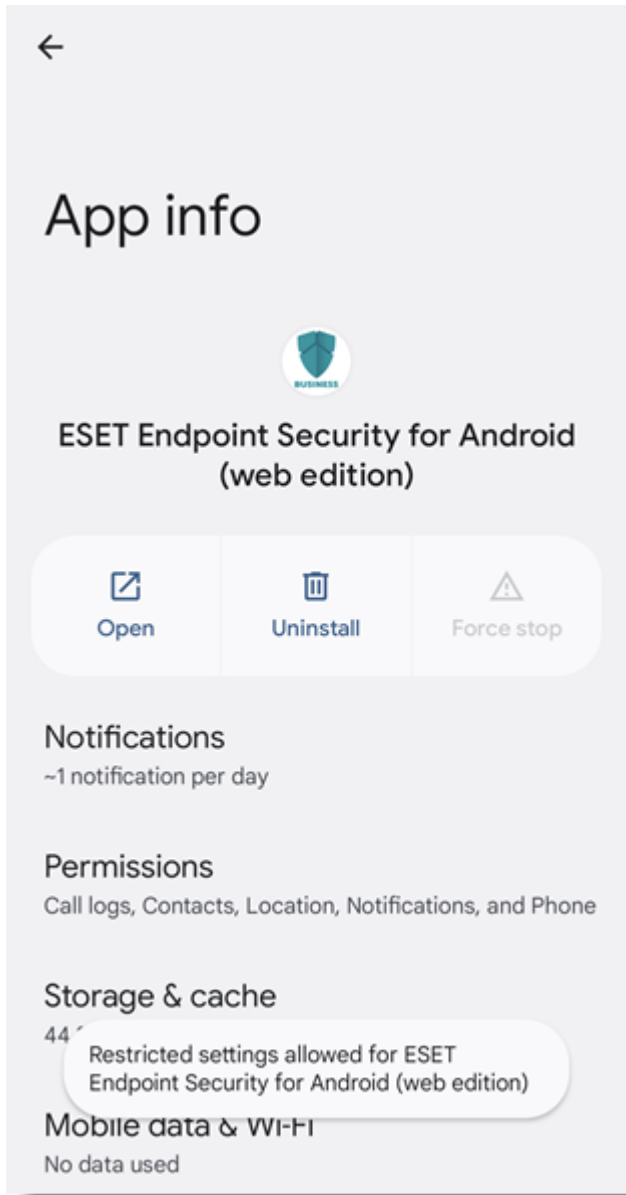 App info
BUSINESS
ESET Endpoint Security for Android
(web edition)
Open
Uninstall
Force stop
Notifications
~1 notification per day
Permissions
Call logs, Contacts, Location, Notifications, and Phone
Storage & cache
44
Restricted settings allowed for ESET
Endpoint Security for Android (web edition)
Mobile data & Wi-Fi
No data used